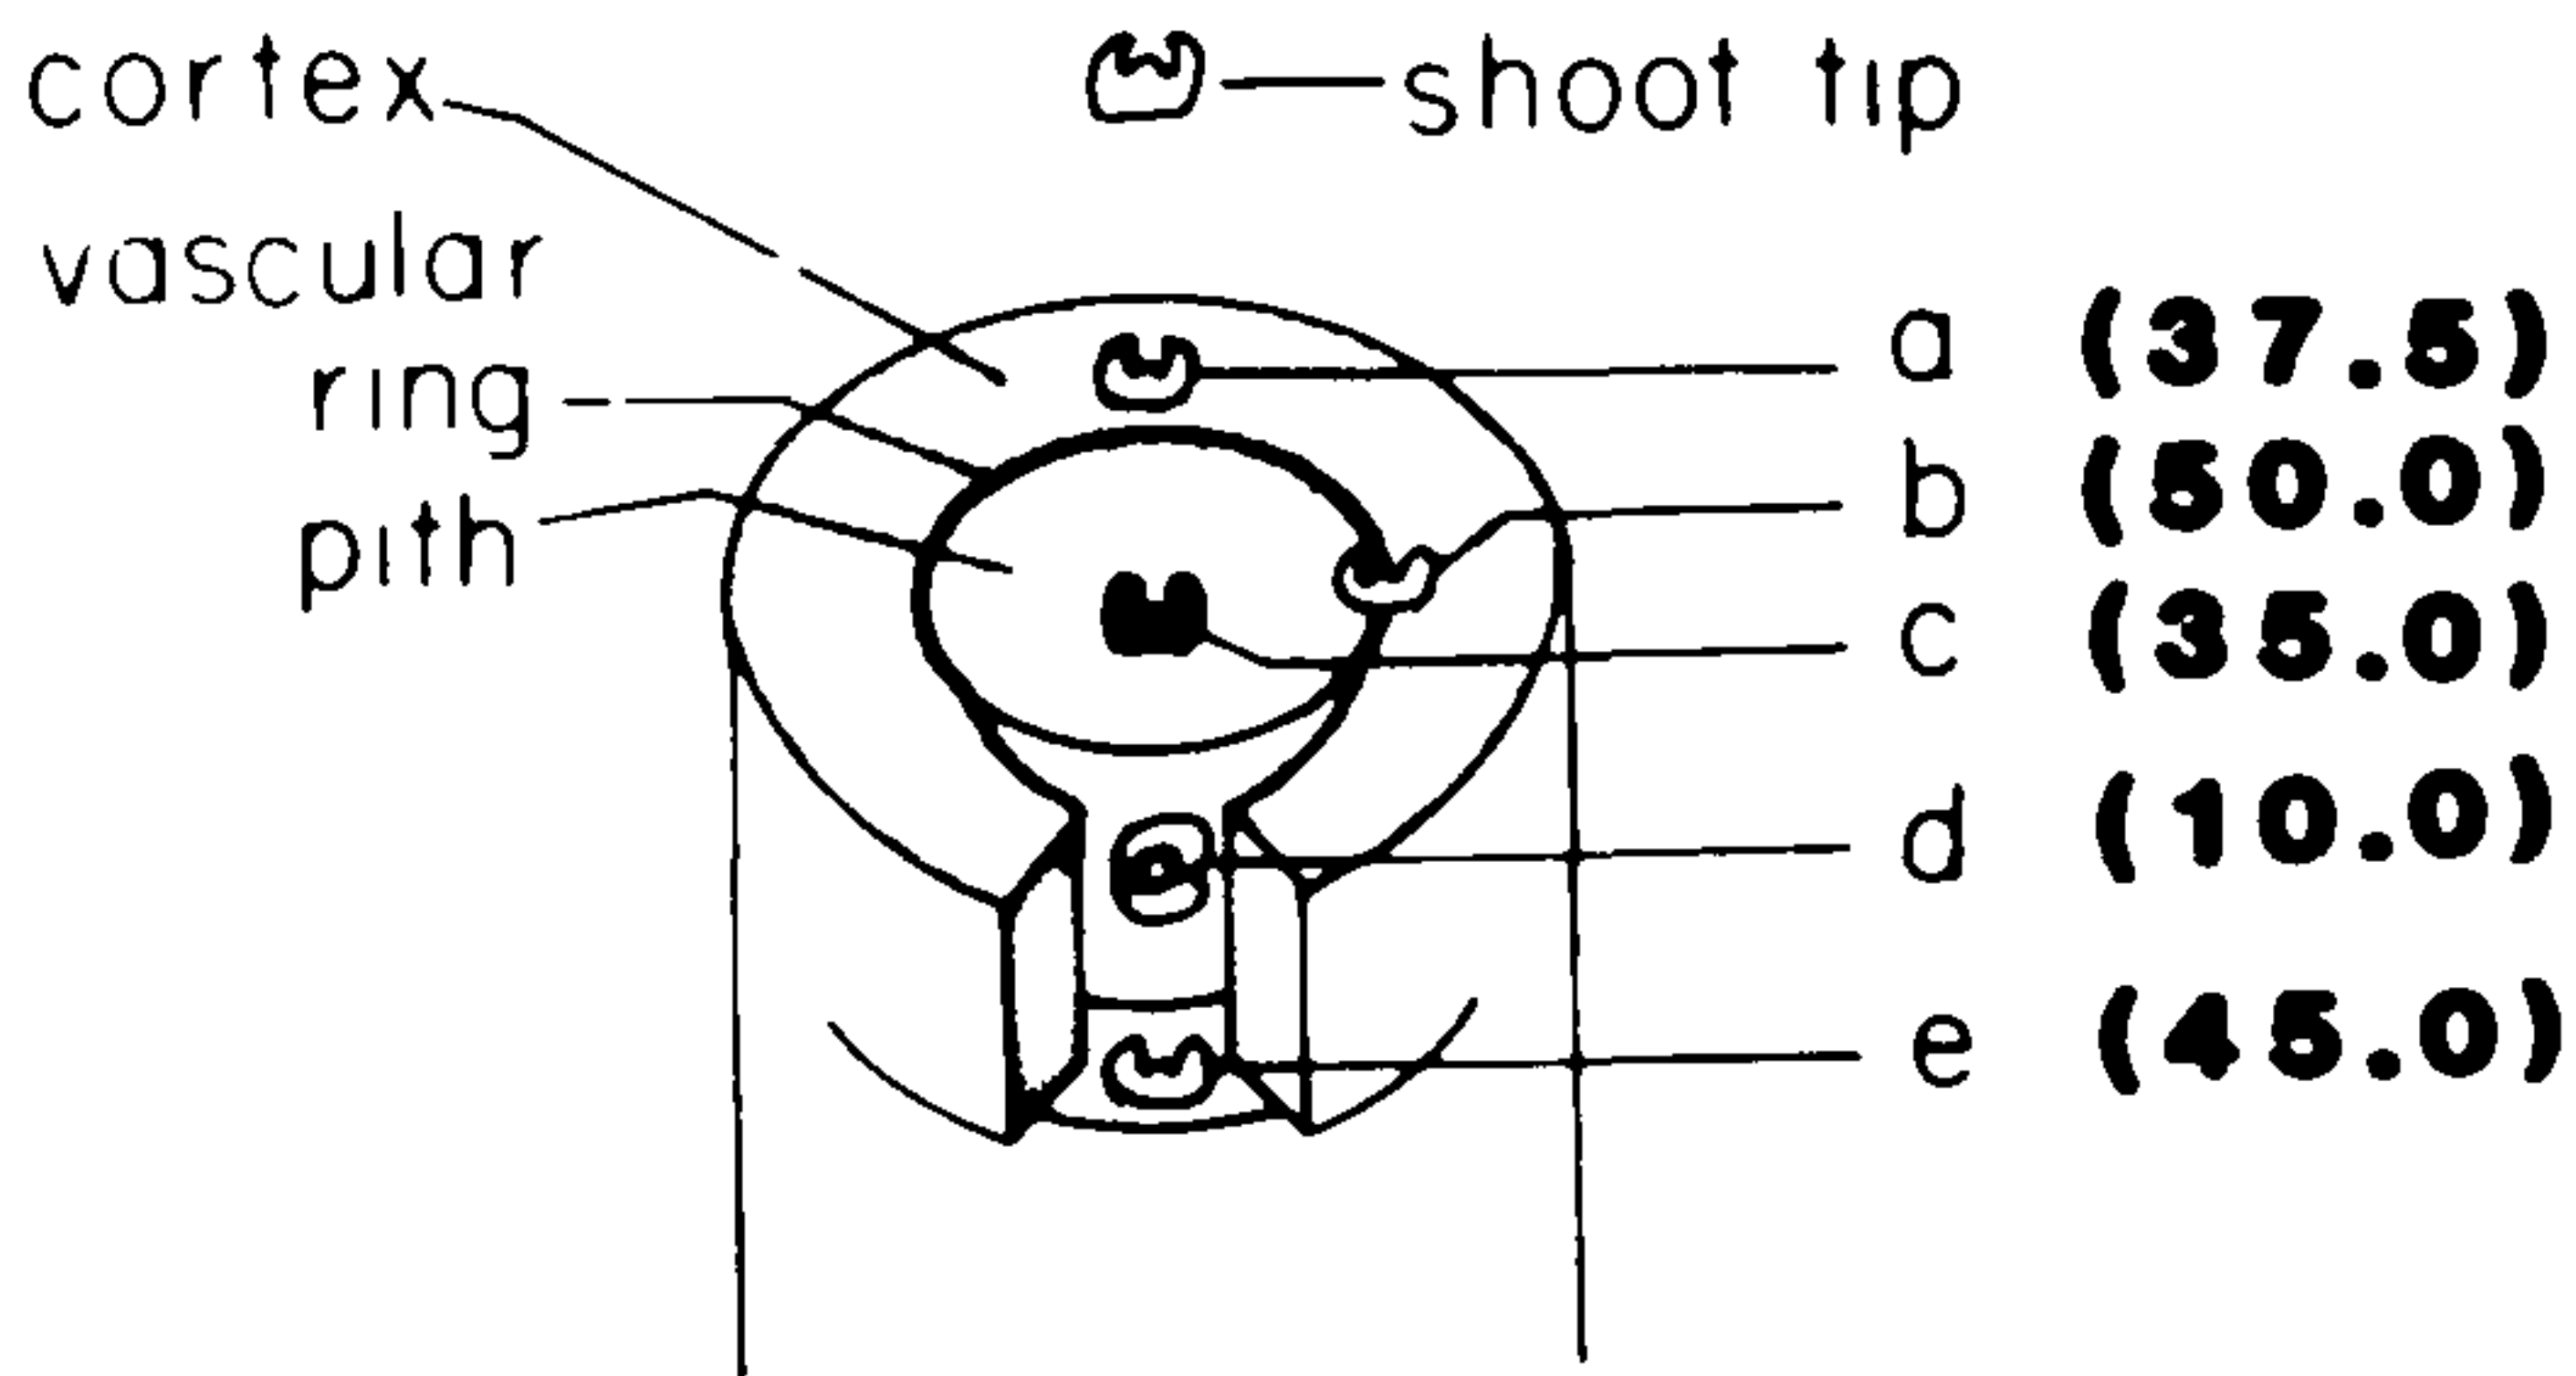 cortex
shoot tip
vascular
ring
pith
a (37.5)
b (50.0)
c (35.0)
d (10.0)
e (45.0)